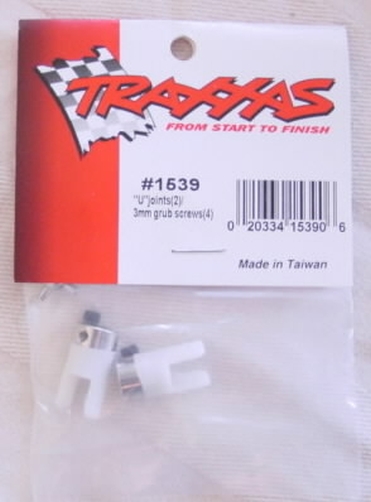 TRAXXAS
FROM START TO FINISH
#1539
"U"joints(2)/
3mm grub screws(4)
0 20334 15390 6
Made in Taiwan